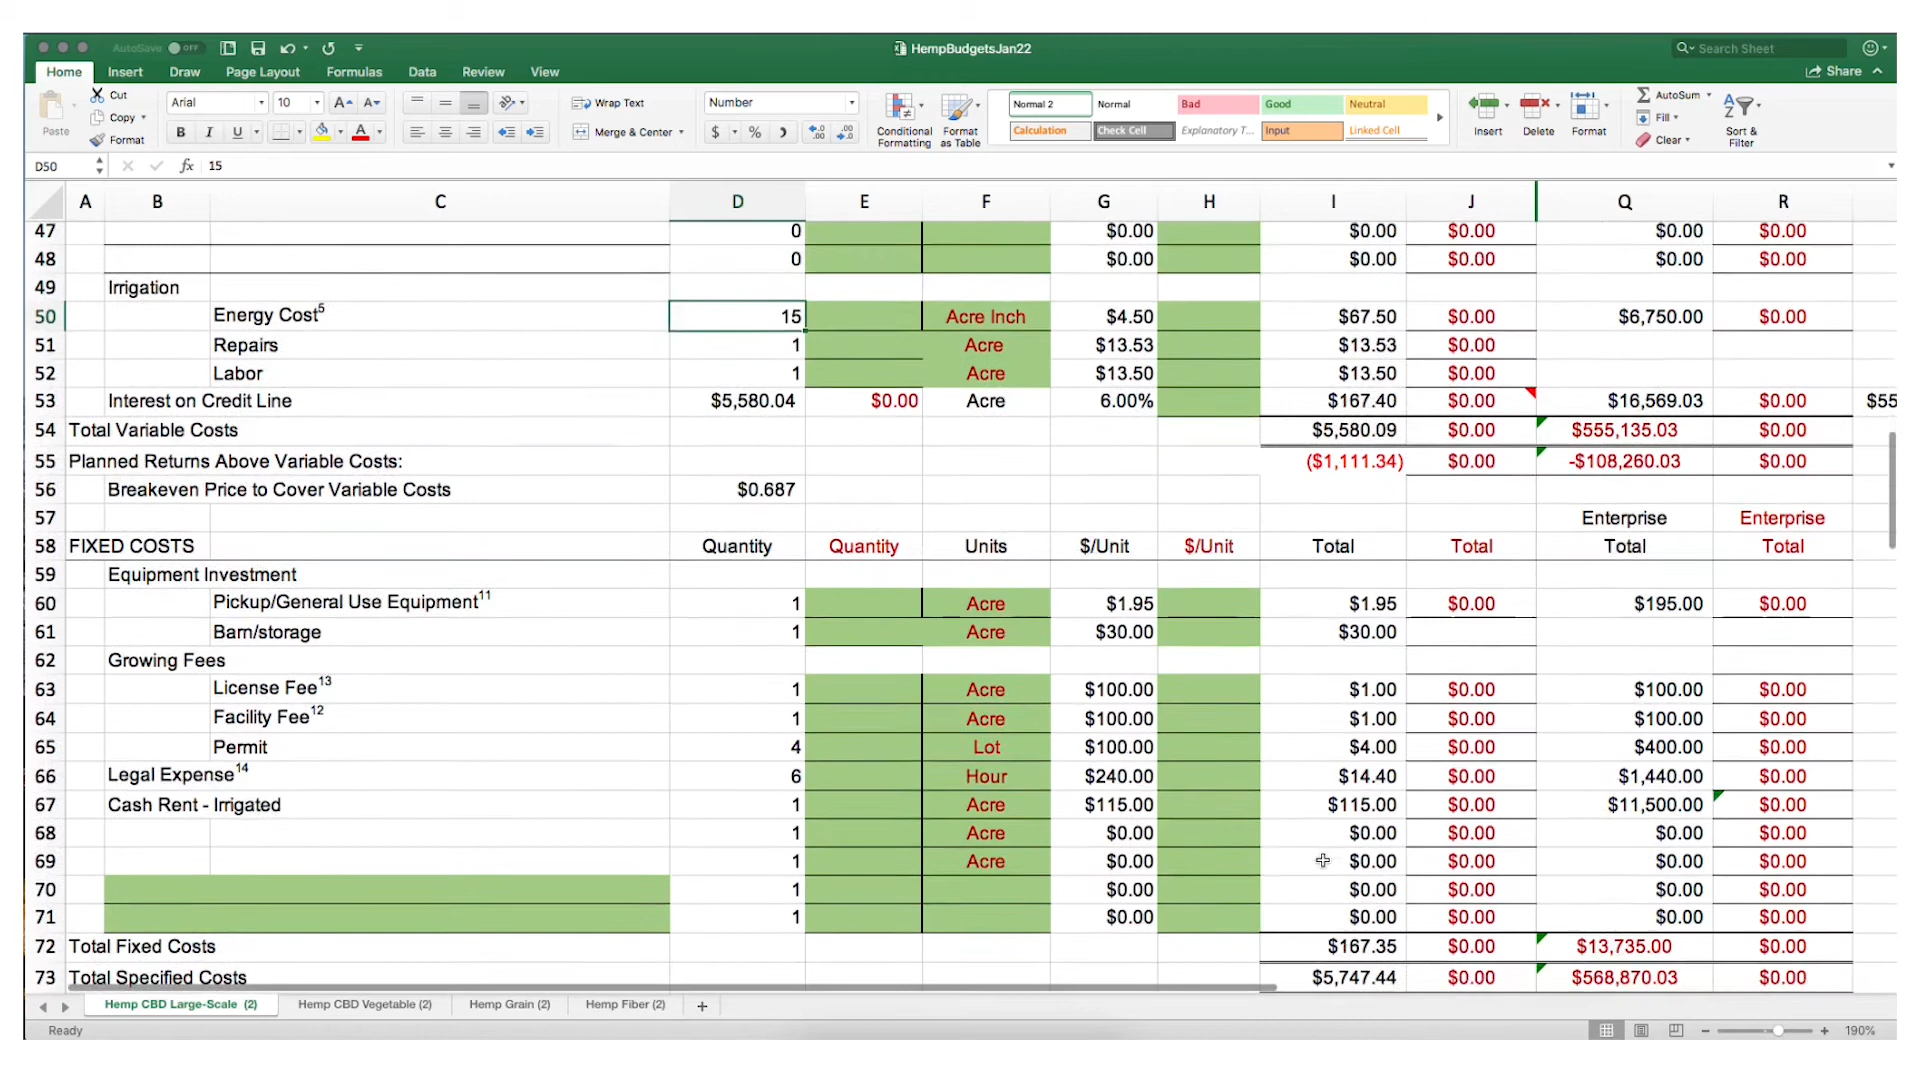 AutoSave OFF HempBudgetsJan22 Search Sheet
Home Insert Draw Page Layout Formulas Data Review View Share
Paste Cut Copy Format Arial 10 A A Wrap Text Number Conditional Formatting Format as Table Normal 2 Normal Bad Good Neutral Insert Delete Format AutoSum Fill Clear Sort & Filter
B I U A Merge & Center $ % Calculation Check Cell Explanatory T... Input Linked Cell
D50 fx 15
A B C D E F G H I J Q R
47 0 $0.00 $0.00 $0.00 $0.00 $0.00
48 0 $0.00 $0.00 $0.00 $0.00 $0.00
49 Irrigation
50 Energy Cost5 15 Acre Inch $4.50 $67.50 $0.00 $6,750.00 $0.00
51 Repairs 1 Acre $13.53 $13.53 $0.00
52 Labor 1 Acre $13.50 $13.50 $0.00
53 Interest on Credit Line $5,580.04 $0.00 Acre 6.00% $167.40 $0.00 $16,569.03 $0.00 $55
54 Total Variable Costs $5,580.09 $0.00 $555,135.03 $0.00
55 Planned Returns Above Variable Costs: ($1,111.34) $0.00 -$108,260.03 $0.00
56 Breakeven Price to Cover Variable Costs $0.687
57 Enterprise Enterprise
58 FIXED COSTS Quantity Quantity Units $/Unit $/Unit Total Total Total Total
59 Equipment Investment
60 Pickup/General Use Equipment11 1 Acre $1.95 $1.95 $0.00 $195.00 $0.00
61 Barn/storage 1 Acre $30.00 $30.00
62 Growing Fees
63 License Fee13 1 Acre $100.00 $1.00 $0.00 $100.00 $0.00
64 Facility Fee12 1 Acre $100.00 $1.00 $0.00 $100.00 $0.00
65 Permit 4 Lot $100.00 $4.00 $0.00 $400.00 $0.00
66 Legal Expense14 6 Hour $240.00 $14.40 $0.00 $1,440.00 $0.00
67 Cash Rent - Irrigated 1 Acre $115.00 $115.00 $0.00 $11,500.00 $0.00
68 1 Acre $0.00 $0.00 $0.00 $0.00 $0.00
69 1 Acre $0.00 $0.00 $0.00 $0.00 $0.00
70 1 $0.00 $0.00 $0.00 $0.00 $0.00
71 1 $0.00 $0.00 $0.00 $0.00 $0.00
72 Total Fixed Costs $167.35 $0.00 $13,735.00 $0.00
73 Total Specified Costs $5,747.44 $0.00 $568,870.03 $0.00
Hemp CBD Large-Scale (2) Hemp CBD Vegetable (2) Hemp Grain (2) Hemp Fiber (2) +
Ready 190%